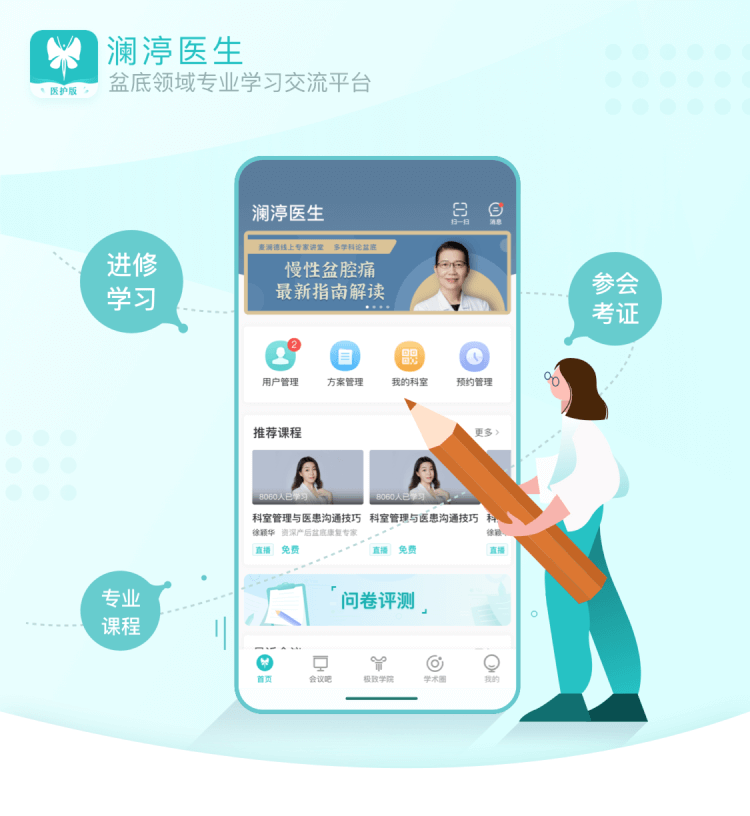 澜渟医生
医护版
盆底领域专业学习交流平台
进修
学习
参会
考证
专业
课程
澜渟医生
扫一扫
消息
麦澜德线上专家讲堂 多学科论盆底
慢性盆腔痛
最新指南解读
2
用户管理
方案管理
我的科室
预约管理
推荐课程
更多 >
8060人已学习
8060人已学习
科室管理与医患沟通技巧
科室管理与医患沟通技巧
科
徐颖华 资深产后盆底康复专家
徐
直播 免费
直播 免费
直播
问卷评测
首页
会议吧
极致学院
学术圈
我的